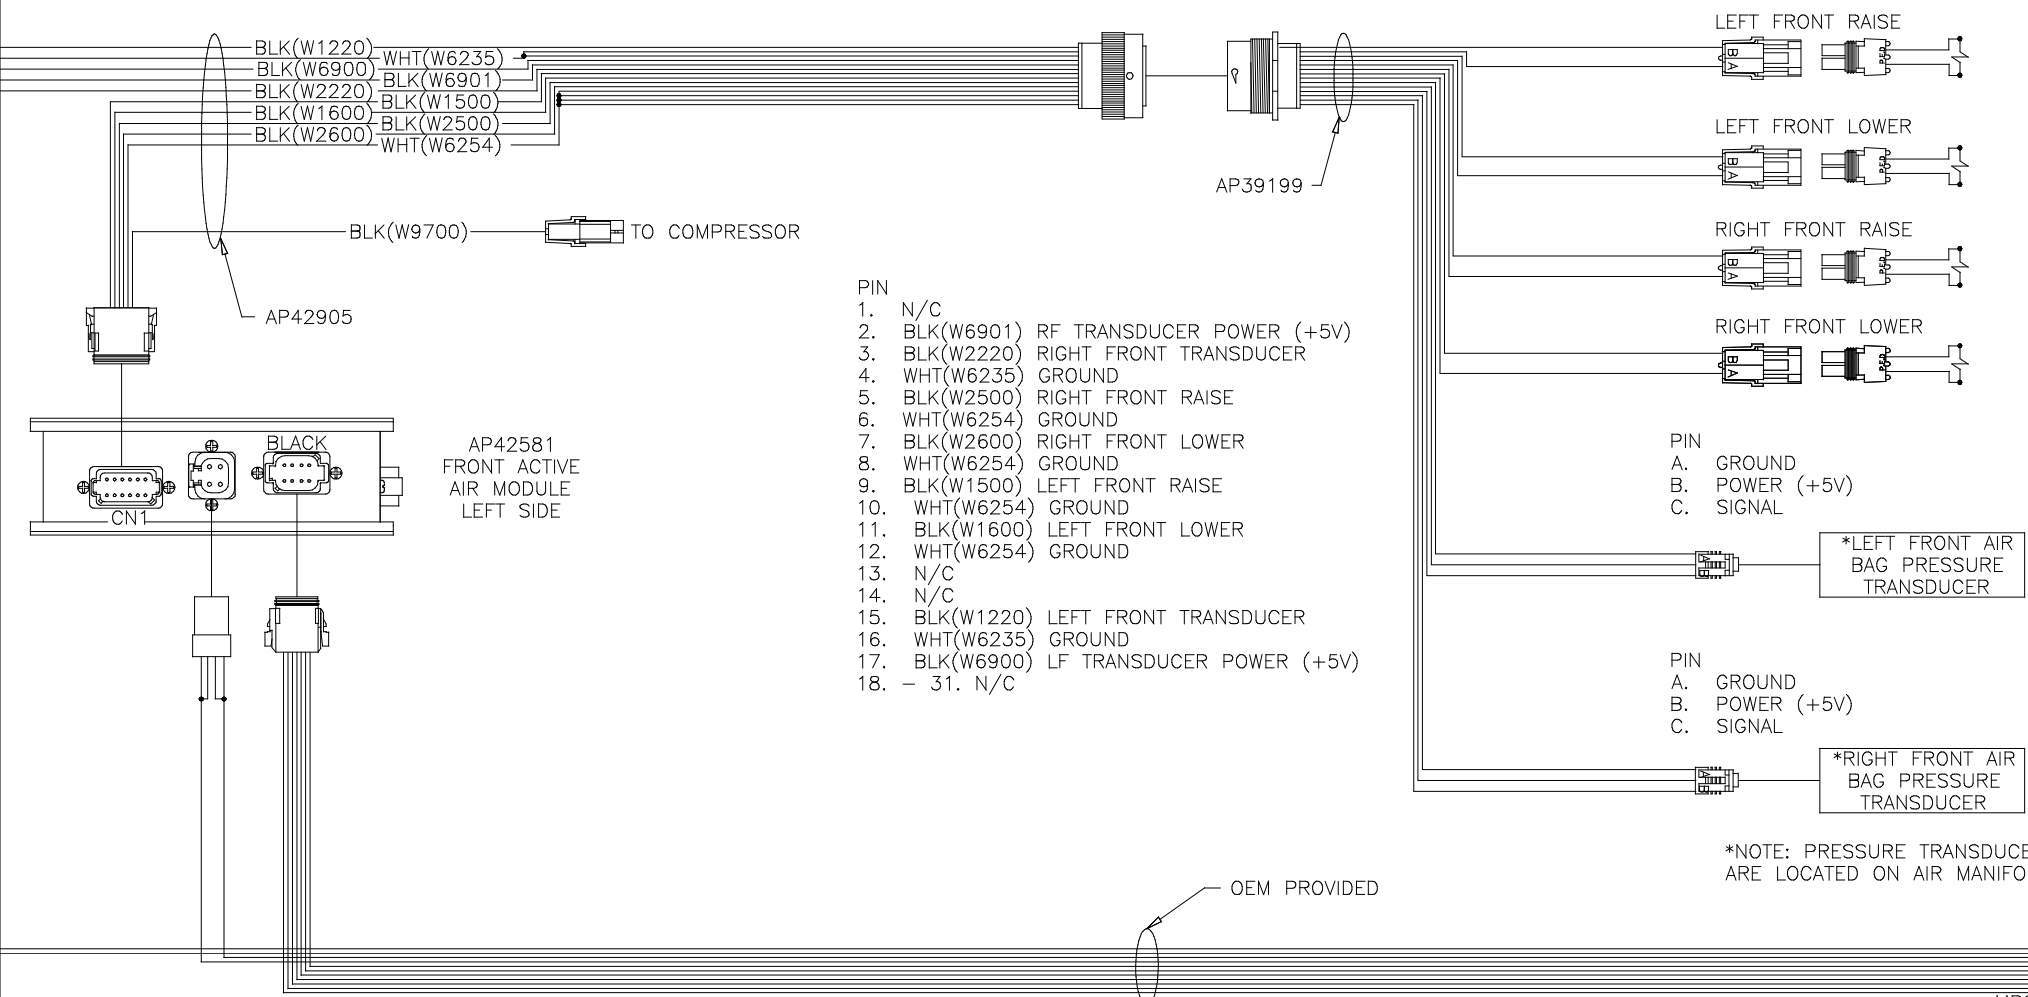 BLK(W1220)
WHT(W6235)
BLK(W6900)
BLK(W6901)
BLK(W2220)
BLK(W1500)
BLK(W1600)
BLK(W2500)
BLK(W2600)
WHT(W6254)
BLK(W9700)
TO COMPRESSOR
AP42905
AP39199
LEFT FRONT RAISE
B
A
LEFT FRONT LOWER
B
A
RIGHT FRONT RAISE
B
A
RIGHT FRONT LOWER
B
A
BLACK
CN1
AP42581
FRONT ACTIVE
AIR MODULE
LEFT SIDE
PIN
1. N/C
2. BLK(W6901) RF TRANSDUCER POWER (+5V)
3. BLK(W2220) RIGHT FRONT TRANSDUCER
4. WHT(W6235) GROUND
5. BLK(W2500) RIGHT FRONT RAISE
6. WHT(W6254) GROUND
7. BLK(W2600) RIGHT FRONT LOWER
8. WHT(W6254) GROUND
9. BLK(W1500) LEFT FRONT RAISE
10. WHT(W6254) GROUND
11. BLK(W1600) LEFT FRONT LOWER
12. WHT(W6254) GROUND
13. N/C
14. N/C
15. BLK(W1220) LEFT FRONT TRANSDUCER
16. WHT(W6235) GROUND
17. BLK(W6900) LF TRANSDUCER POWER (+5V)
18. – 31. N/C
PIN
A. GROUND
B. POWER (+5V)
C. SIGNAL
*LEFT FRONT AIR
BAG PRESSURE
TRANSDUCER
PIN
A. GROUND
B. POWER (+5V)
C. SIGNAL
*RIGHT FRONT AIR
BAG PRESSURE
TRANSDUCER
*NOTE: PRESSURE TRANSDUCE
ARE LOCATED ON AIR MANIFO
OEM PROVIDED